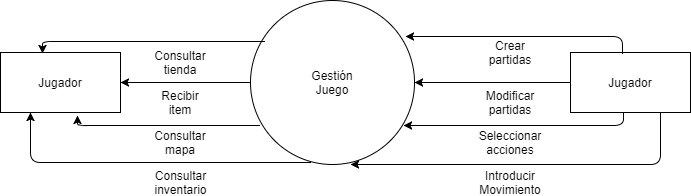 Consultar
tienda
Jugador
Recibir
item
Consultar
mapa
Consultar
inventario
Gestión
Juego
Crear
partidas
Modificar
partidas
Jugador
Seleccionar
acciones
Introducir
Movimiento